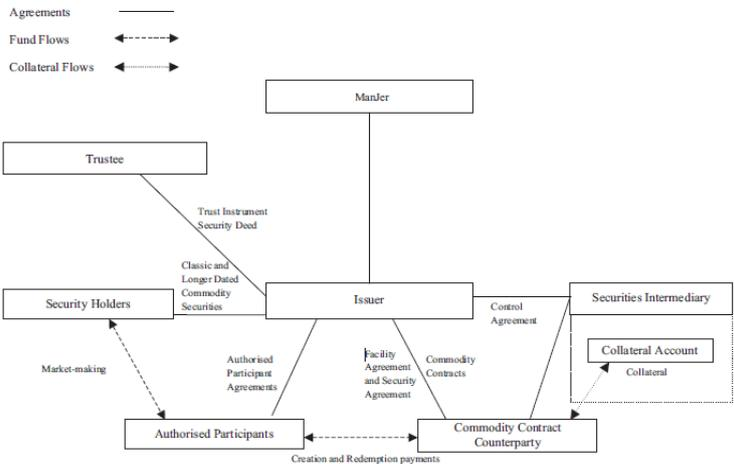 Agreements
Fund Flows
Collateral Flows
ManJer
Trustee
Trust Instrument
Security Deed
Classic and
Longer Dated
Commodity
Securities
Security Holders
Issuer
Securities Intermediary
Control
Agreement
Collateral Account
Collateral
Market-making
Authorised
Participant
Agreements
Facility
Agreement
and Security
Agreement
Commodity
Contracts
Authorised Participants
Commodity Contract
Counterparty
Creation and Redemption payments